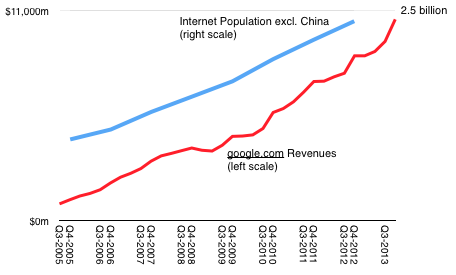 $11,000m
2.5 billion
Internet Population excl. China
(right scale)
google.com Revenues
(left scale)
$0m
Q3-2005
Q4-2005
Q3-2006
Q4-2006
Q3-2007
Q4-2007
Q3-2008
Q4-2008
Q3-2009
Q4-2009
Q3-2010
Q4-2010
Q3-2011
Q4-2011
Q3-2012
Q4-2012
Q3-2013